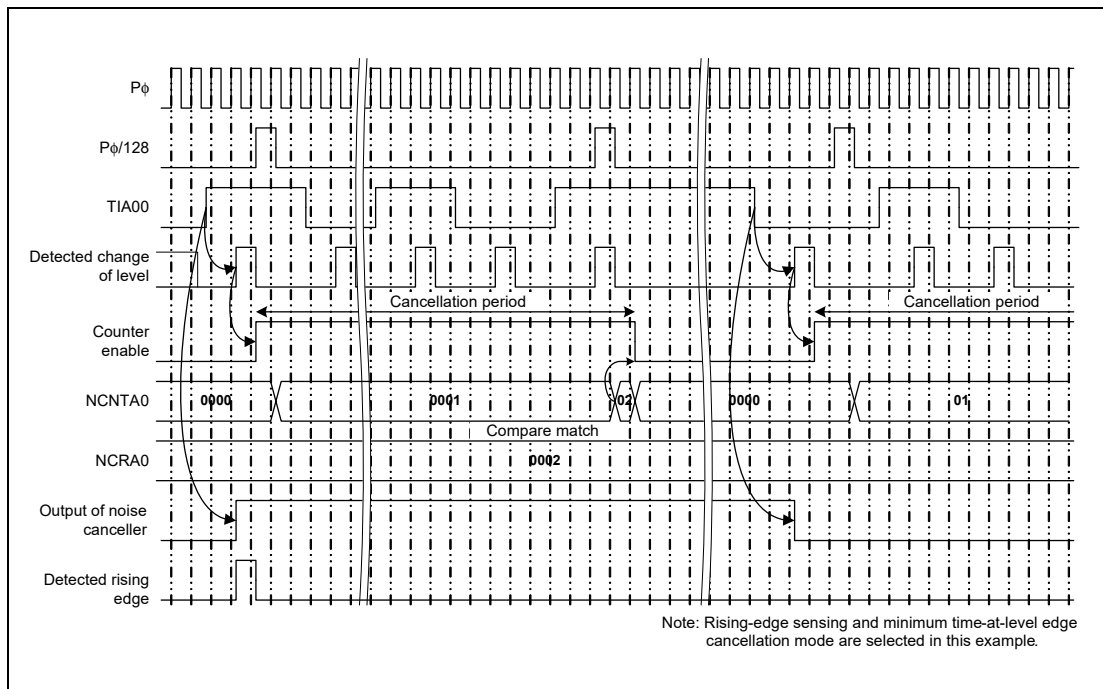 Pϕ
Pϕ/128
TIA00
Detected change
of level
Cancellation period
Cancellation period
Counter
enable
NCNTA0
0000
0001
02
0000
01
Compare match
NCRA0
0002
Output of noise
canceller
Detected rising
edge
Note: Rising-edge sensing and minimum time-at-level edge
cancellation mode are selected in this example.